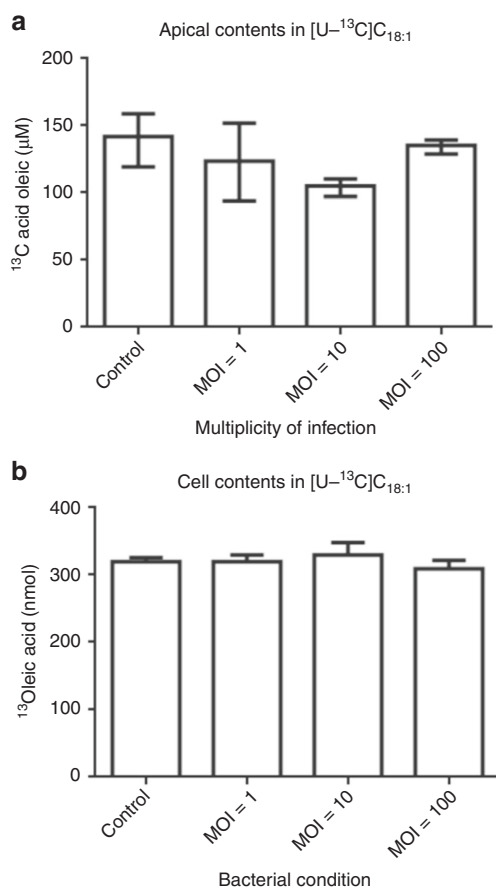 a
Apical contents in [U–¹³C]C₁₈:₁
¹³C acid oleic (μM)
200
150
100
50
0
Control
MOI = 1
MOI = 10
MOI = 100
Multiplicity of infection
b
Cell contents in [U–¹³C]C₁₈:₁
¹³Oleic acid (nmol)
400
300
200
100
0
Control
MOI = 1
MOI = 10
MOI = 100
Bacterial condition